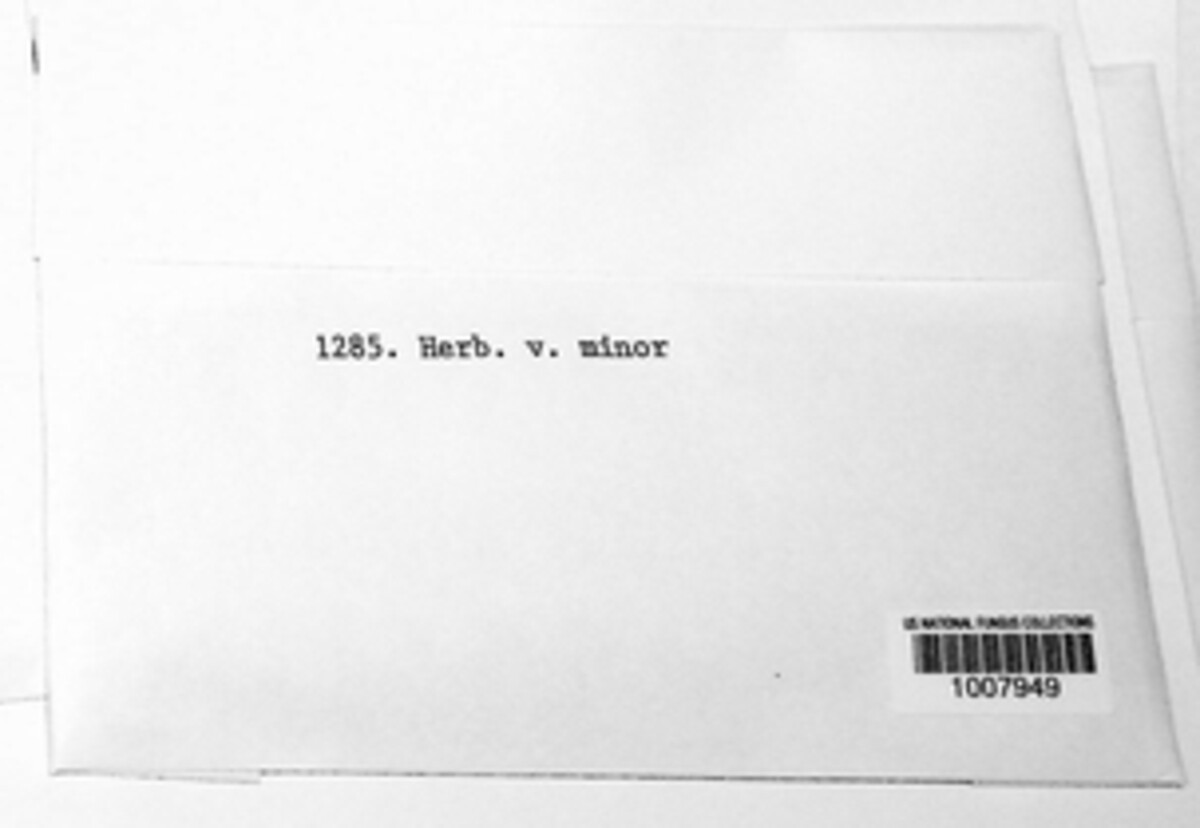 1285. Herb. v. minor
US NATIONAL FUNGUS COLLECTIONS
1007949